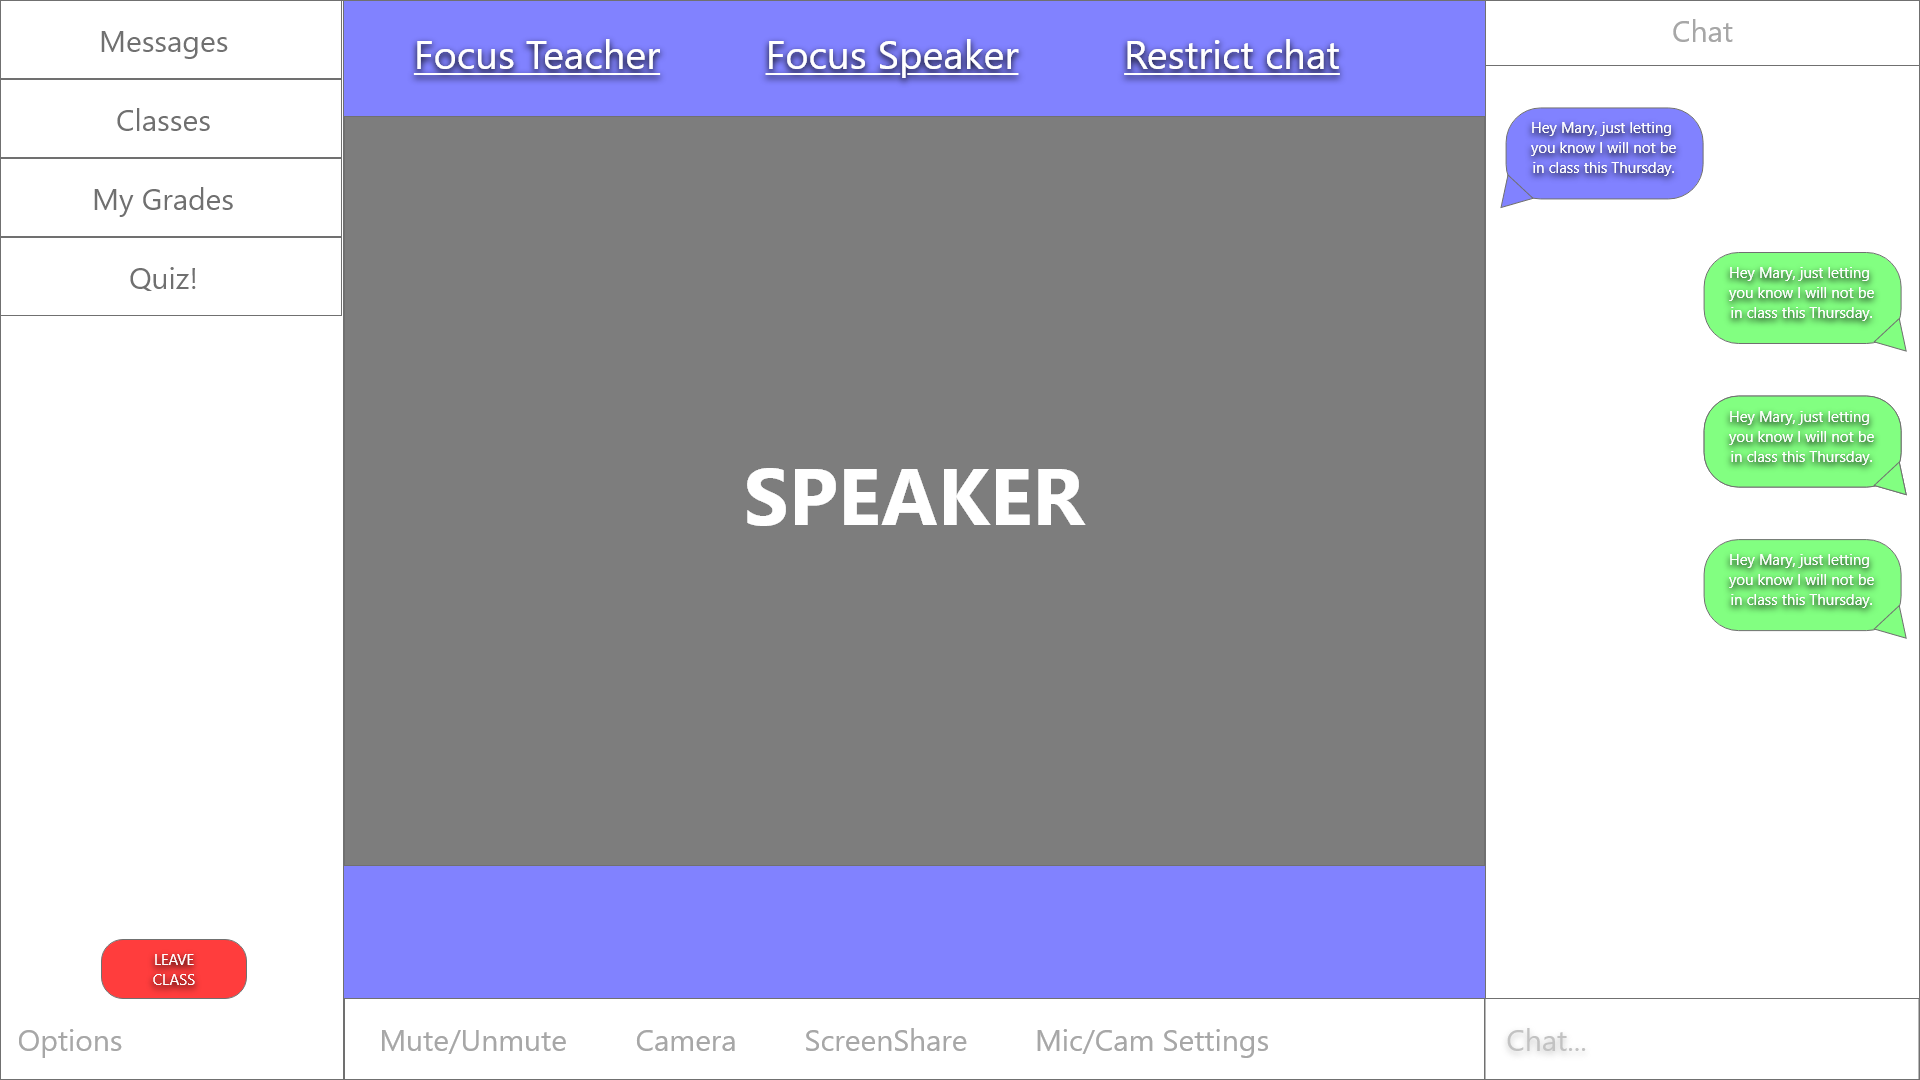 Messages
Classes
My Grades
Quiz!
LEAVE
CLASS
Options
Focus Teacher
Focus Speaker
Restrict chat
SPEAKER
Mute/Unmute
Camera
ScreenShare
Mic/Cam Settings
Chat
Hey Mary, just letting
you know I will not be
in class this Thursday.
Hey Mary, just letting
you know I will not be
in class this Thursday.
Hey Mary, just letting
you know I will not be
in class this Thursday.
Hey Mary, just letting
you know I will not be
in class this Thursday.
Chat...